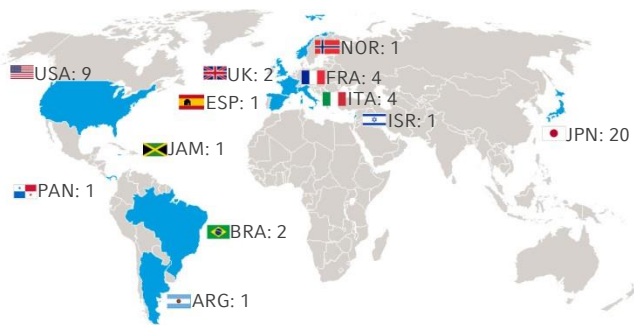 NOR: 1
USA: 9
UK: 2
FRA: 4
ESP: 1
ITA: 4
ISR: 1
JPN: 20
JAM: 1
PAN: 1
BRA: 2
ARG: 1